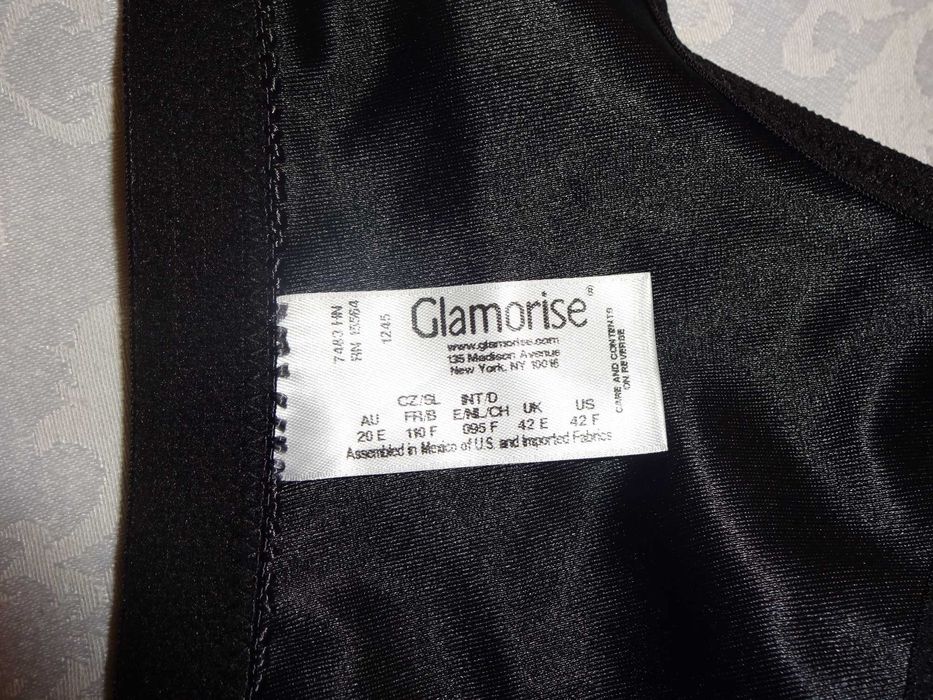 Glamorise®
www.glamorise.com
135 Madison Avenue
New York, NY 10016
7483 HN
RN 15564
1245
CARE AND CONTENTS
ON REVERSE
CZ/SL INT/D
AU FR/B E/NL/CH UK US
20 E 110 F 095 F 42 E 42 F
Assembled in Mexico of U.S. and Imported Fabrics